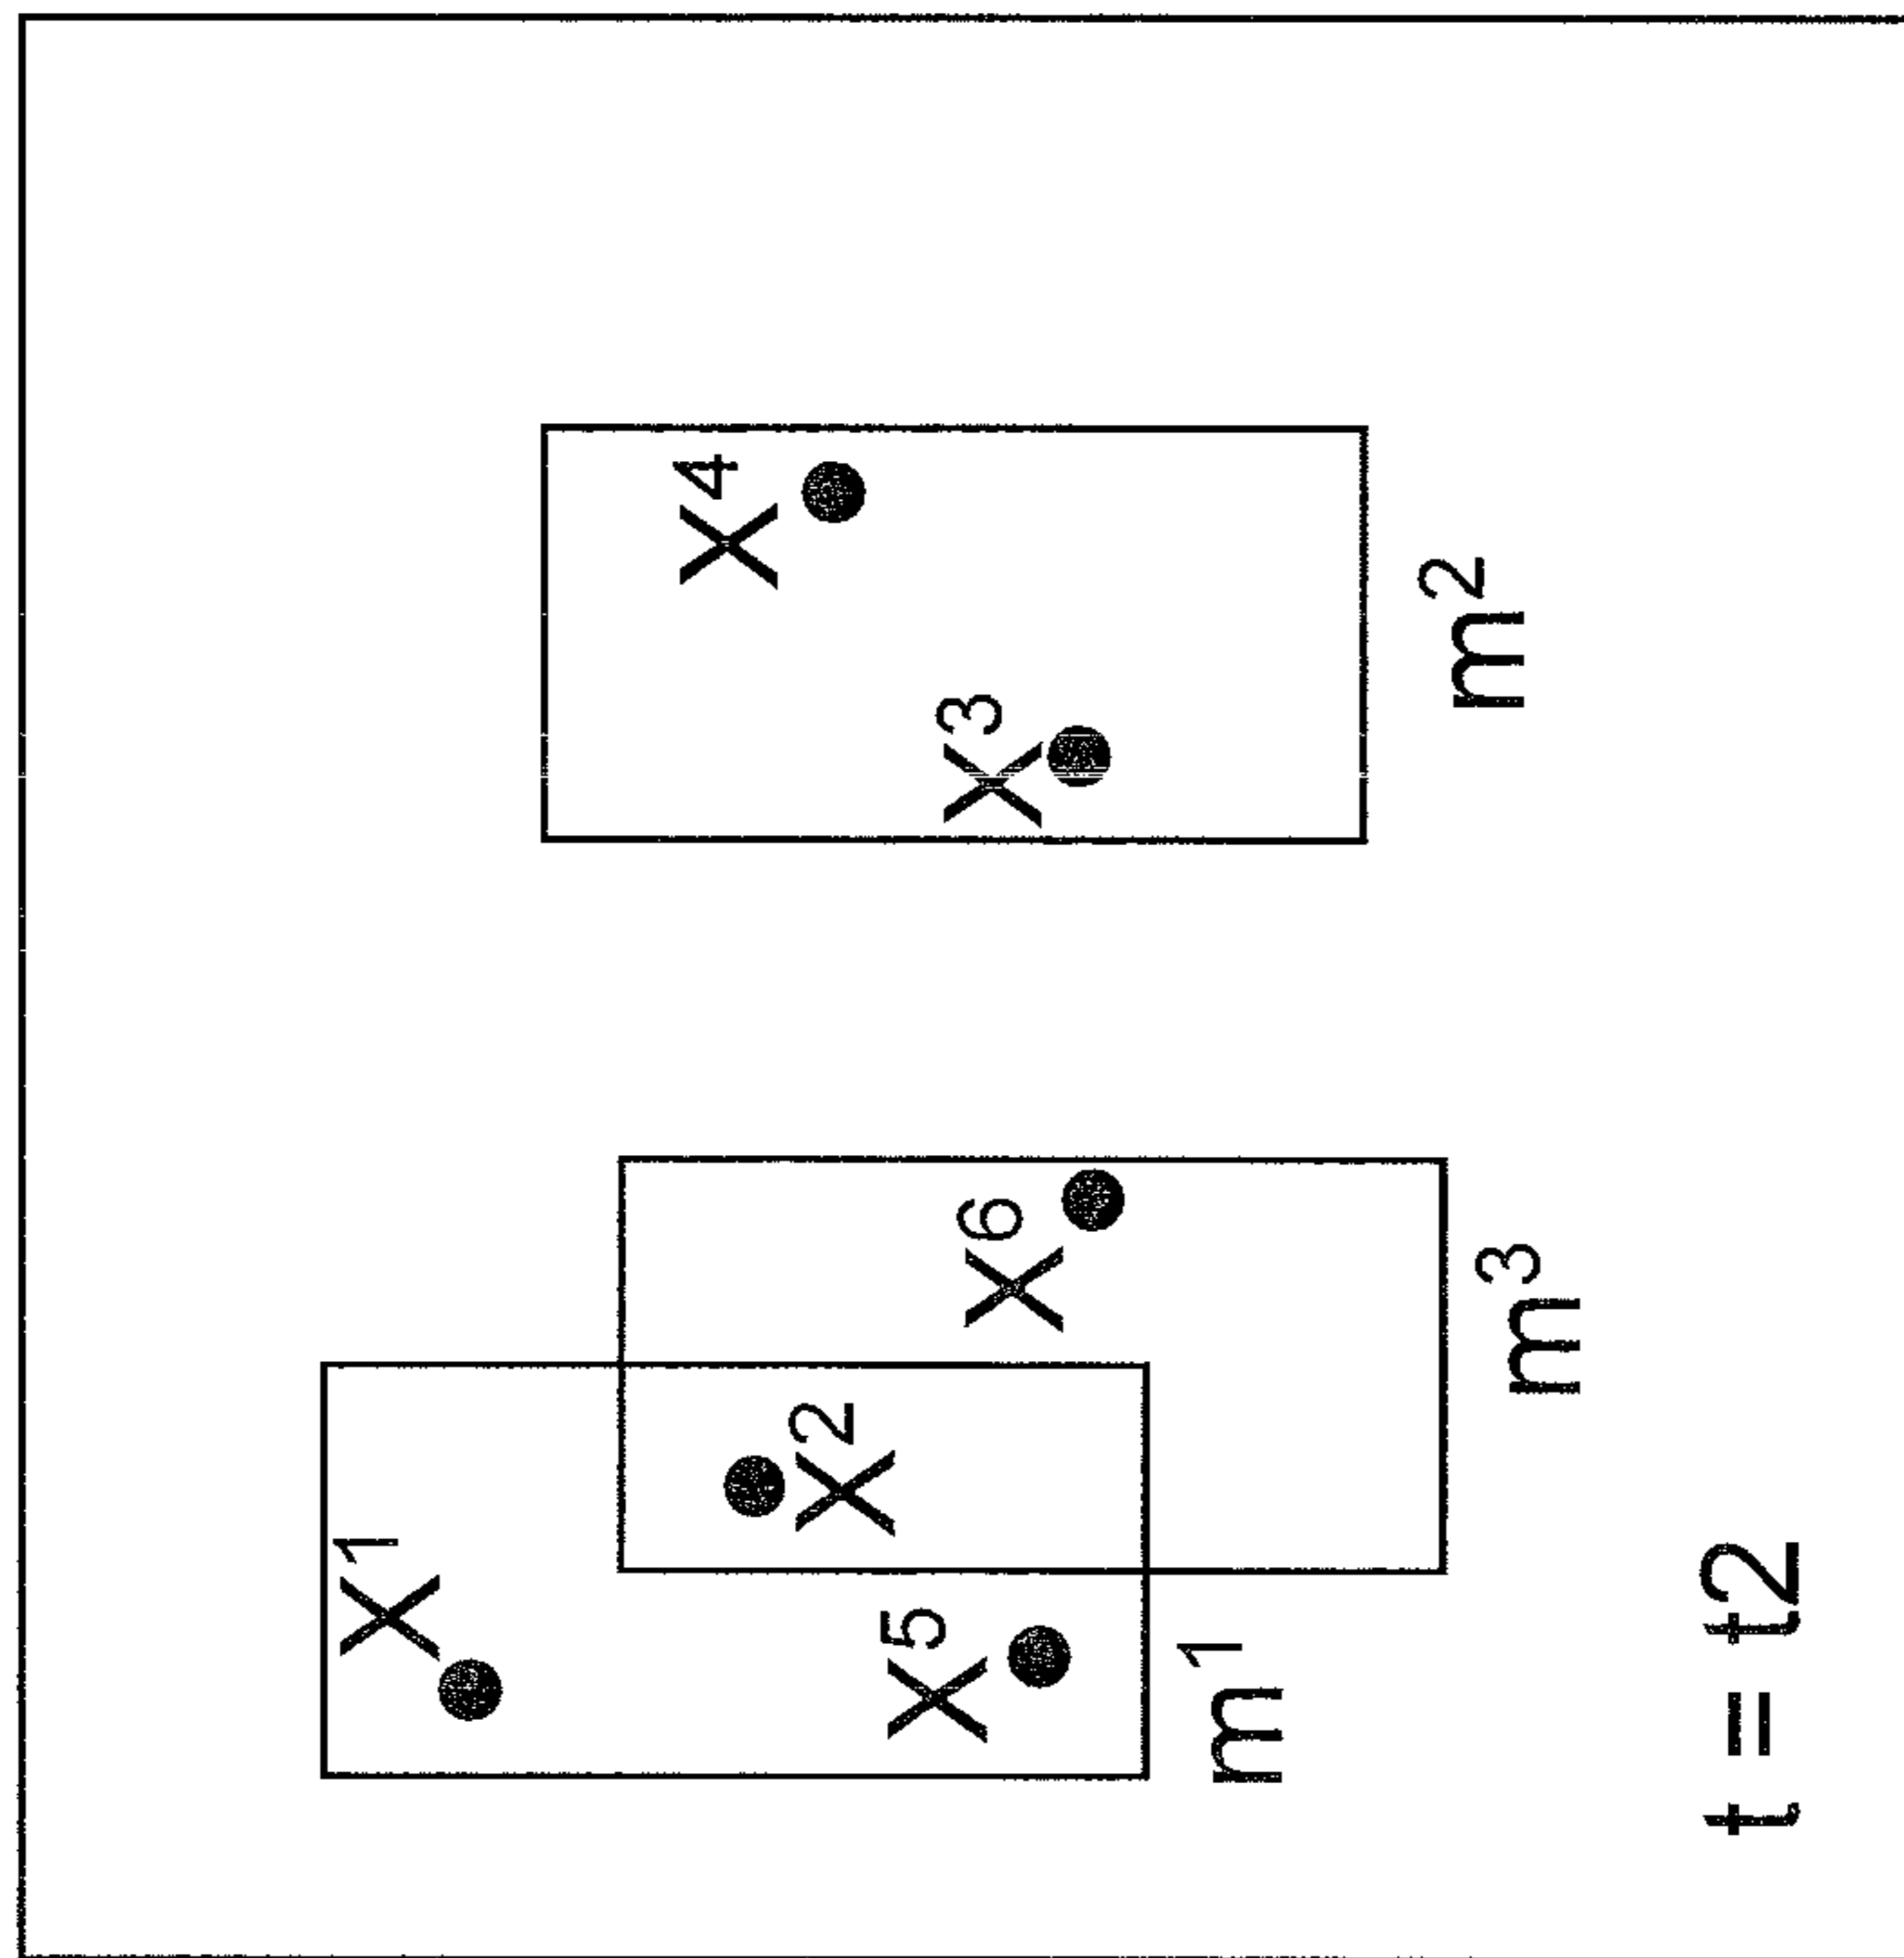 X¹
X⁴
X²
X⁵
X³
X⁶
m¹
m²
m³
t = t2